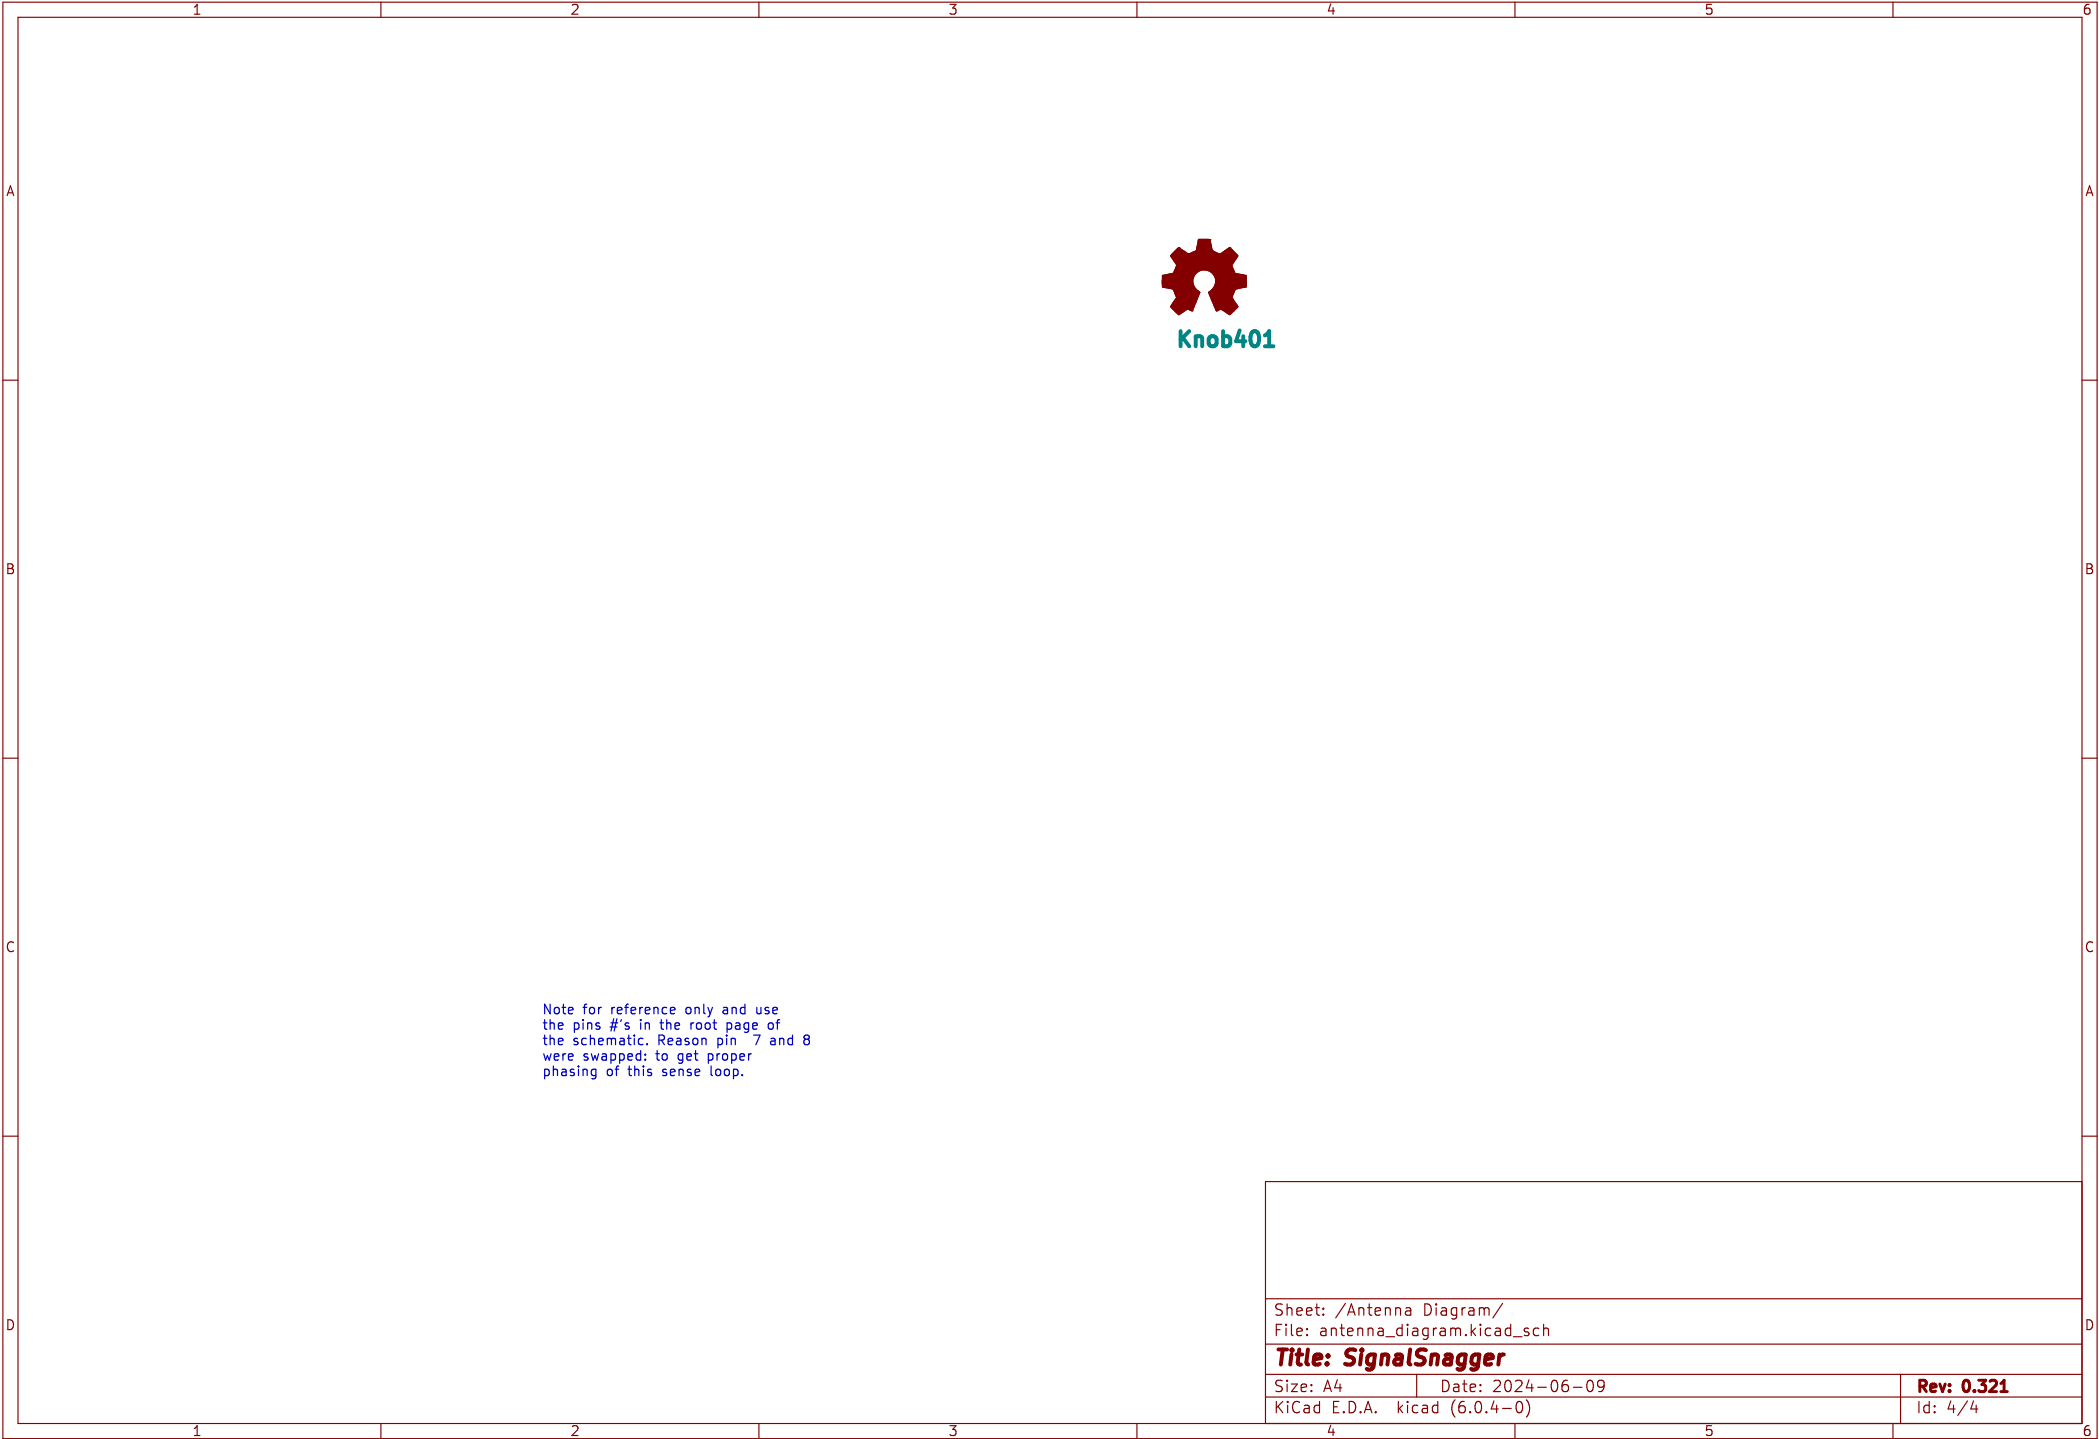 1 2 3 4 5 6
A A
Knob401
B B
C C
Note for reference only and use
the pins #'s in the root page of
the schematic. Reason pin  7 and 8
were swapped: to get proper
phasing of this sense loop.
Sheet: /Antenna Diagram/
File: antenna_diagram.kicad_sch
D D
Title: SignalSnagger
Size: A4 Date: 2024-06-09 Rev: 0.321
KiCad E.D.A.  kicad (6.0.4-0) Id: 4/4
1 2 3 4 5 6